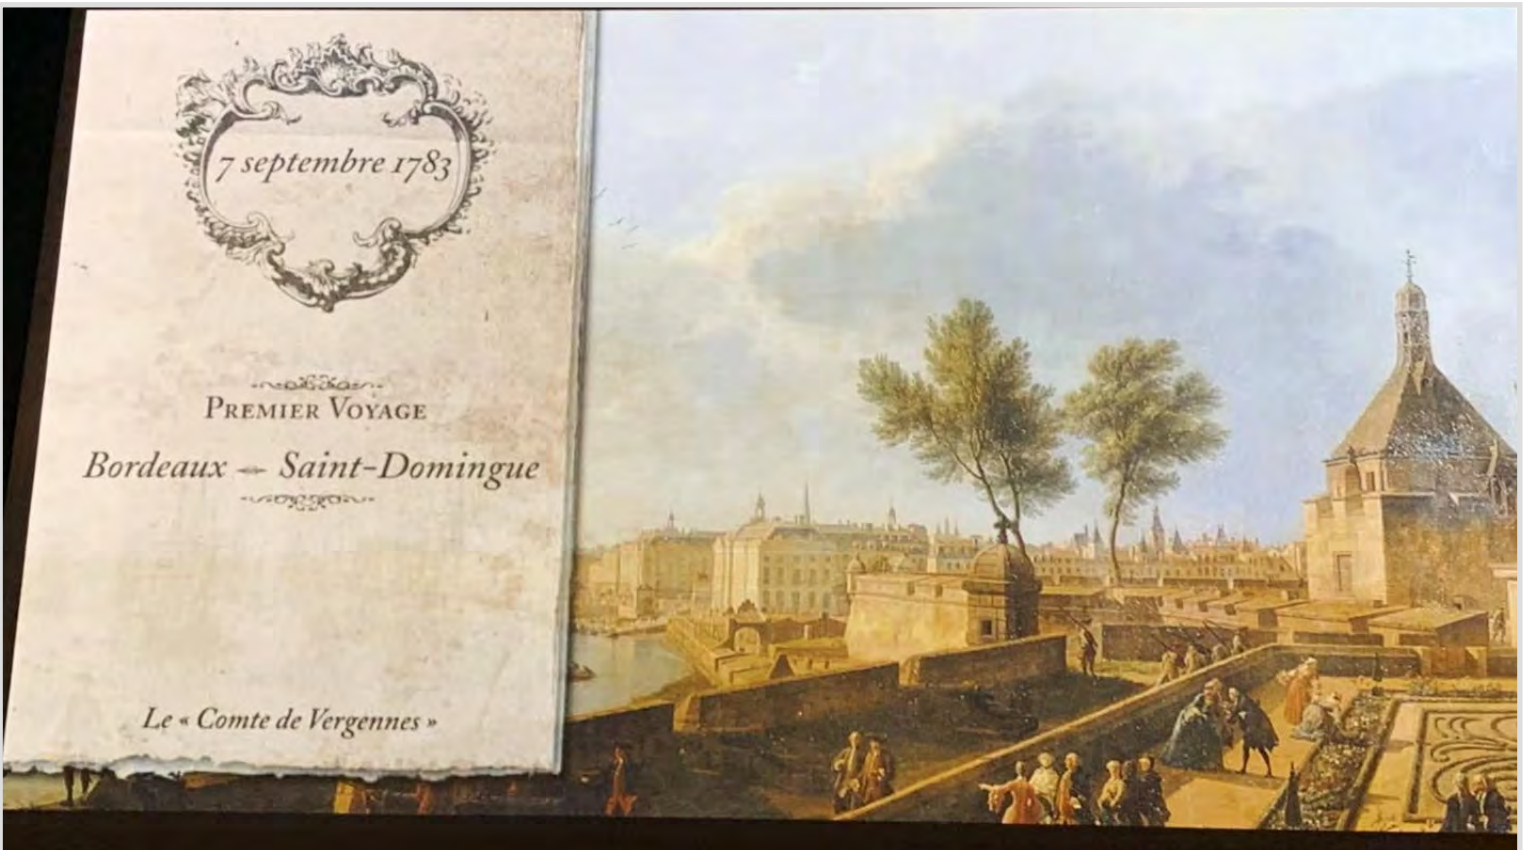 7 septembre 1783
Premier Voyage
Bordeaux — Saint-Domingue
Le « Comte de Vergennes »